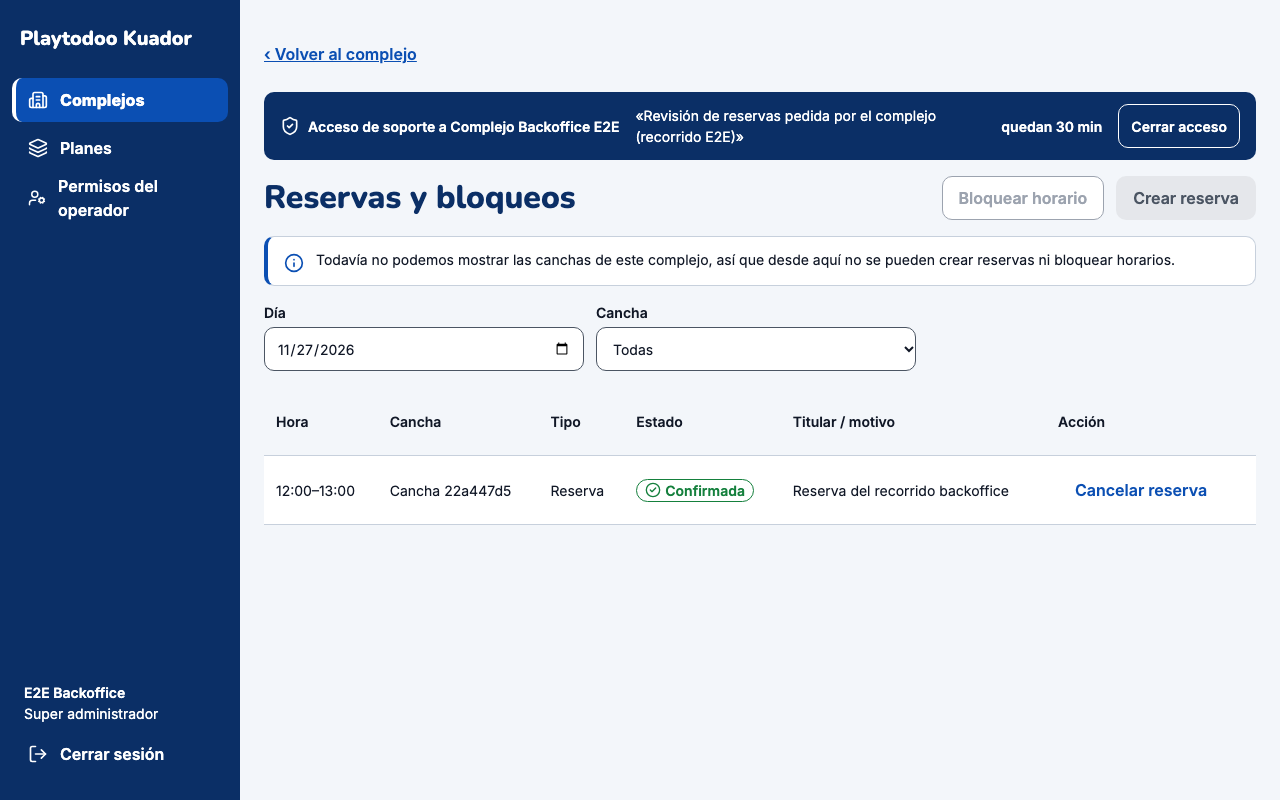 Playtodoo Kuador
Complejos
Planes
Permisos del
operador
E2E Backoffice
Super administrador
Cerrar sesión
‹ Volver al complejo
Acceso de soporte a Complejo Backoffice E2E
«Revisión de reservas pedida por el complejo
(recorrido E2E)»
quedan 30 min
Cerrar acceso
Reservas y bloqueos
Bloquear horario
Crear reserva
Todavía no podemos mostrar las canchas de este complejo, así que desde aquí no se pueden crear reservas ni bloquear horarios.
Día
Cancha
11/27/2026
Todas
Hora Cancha Tipo Estado Titular / motivo Acción
12:00–13:00 Cancha 22a447d5 Reserva Confirmada Reserva del recorrido backoffice Cancelar reserva